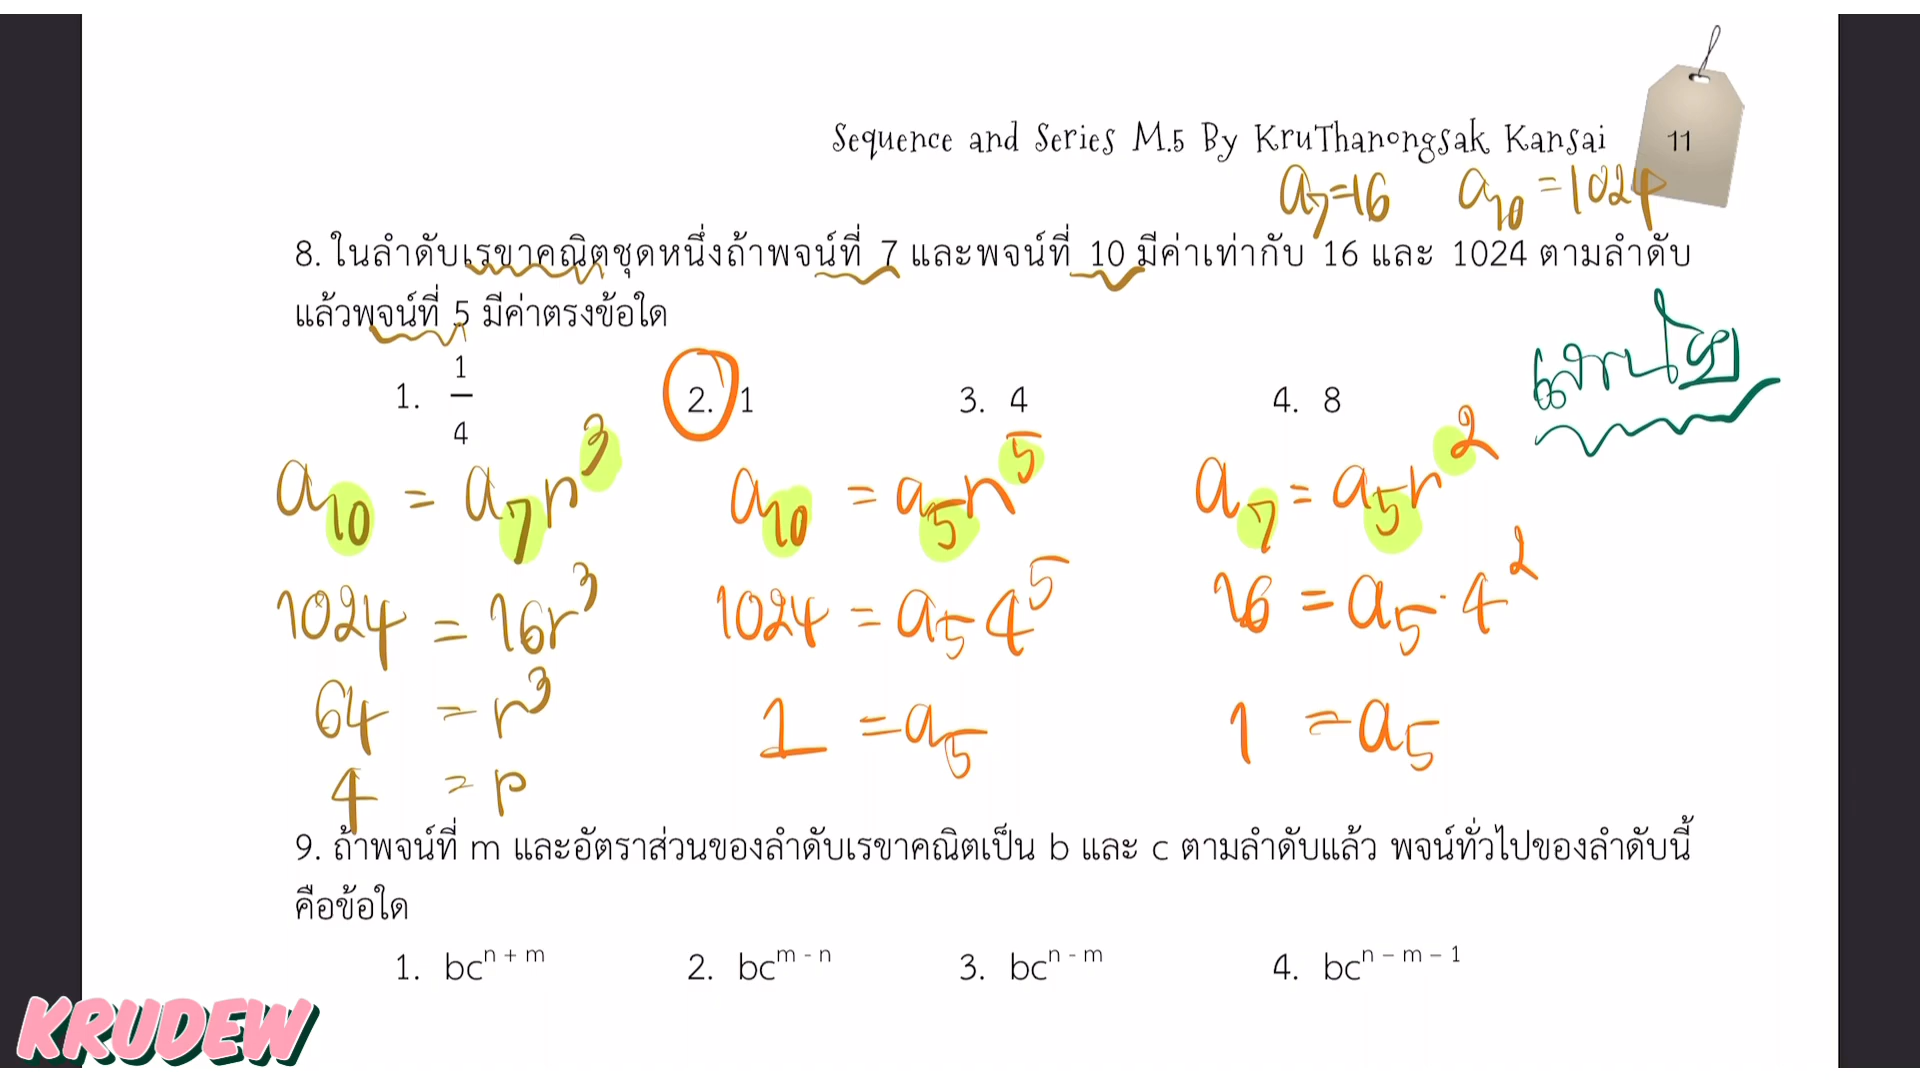 Sequence and Series M.5 By KruThanongsak Kansai 11
a₇=16 a₁₀=1024
8. ในลำดับเรขาคณิตชุดหนึ่งถ้าพจน์ที่ 7 และพจน์ที่ 10 มีค่าเท่ากับ 16 และ 1024 ตามลำดับ
แล้วพจน์ที่ 5 มีค่าตรงข้อใด
1. 1/4 2. 1 3. 4 4. 8
a₁₀ = a₇r³ a₁₀ = a₅r⁵ a₇ = a₅r²
1024 = 16r³ 1024 = a₅4⁵ 16 = a₅·4²
64 = r³ 1 = a₅ 1 = a₅
4 = r
9. ถ้าพจน์ที่ m และอัตราส่วนของลำดับเรขาคณิตเป็น b และ c ตามลำดับแล้ว พจน์ทั่วไปของลำดับนี้
คือข้อใด
1. bcⁿ ⁺ ᵐ 2. bcᵐ ⁻ ⁿ 3. bcⁿ ⁻ ᵐ 4. bcⁿ ⁻ ᵐ ⁻ ¹
KRUDEW